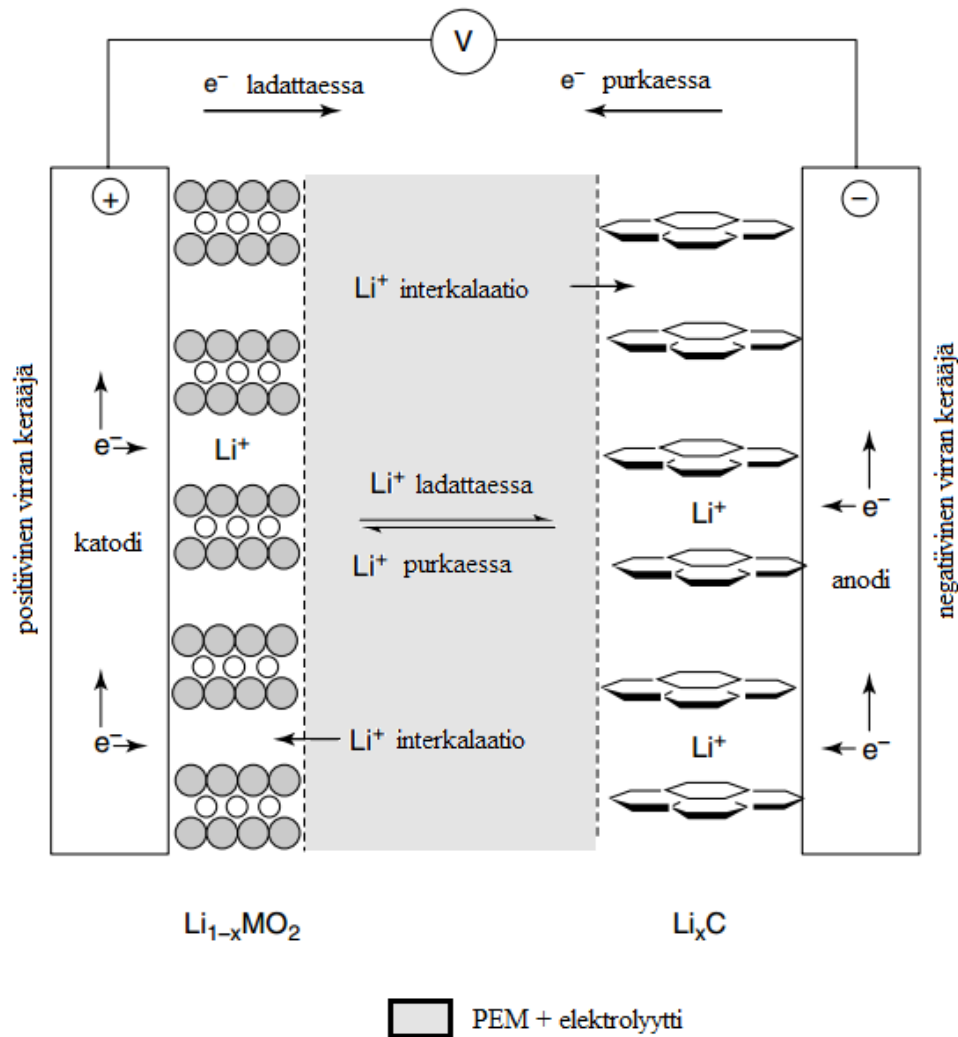 V
e⁻ ladattaessa
e⁻ purkaessa
+
−
Li⁺ interkalaatio
positiivinen virran kerääjä
e⁻
Li⁺
katodi
Li⁺ ladattaessa
Li⁺ purkaessa
Li⁺
e⁻
anodi
negatiivinen virran kerääjä
e⁻
Li⁺ interkalaatio
Li⁺
e⁻
Li₁₋ₓMO₂
LiₓC
PEM + elektrolyytti